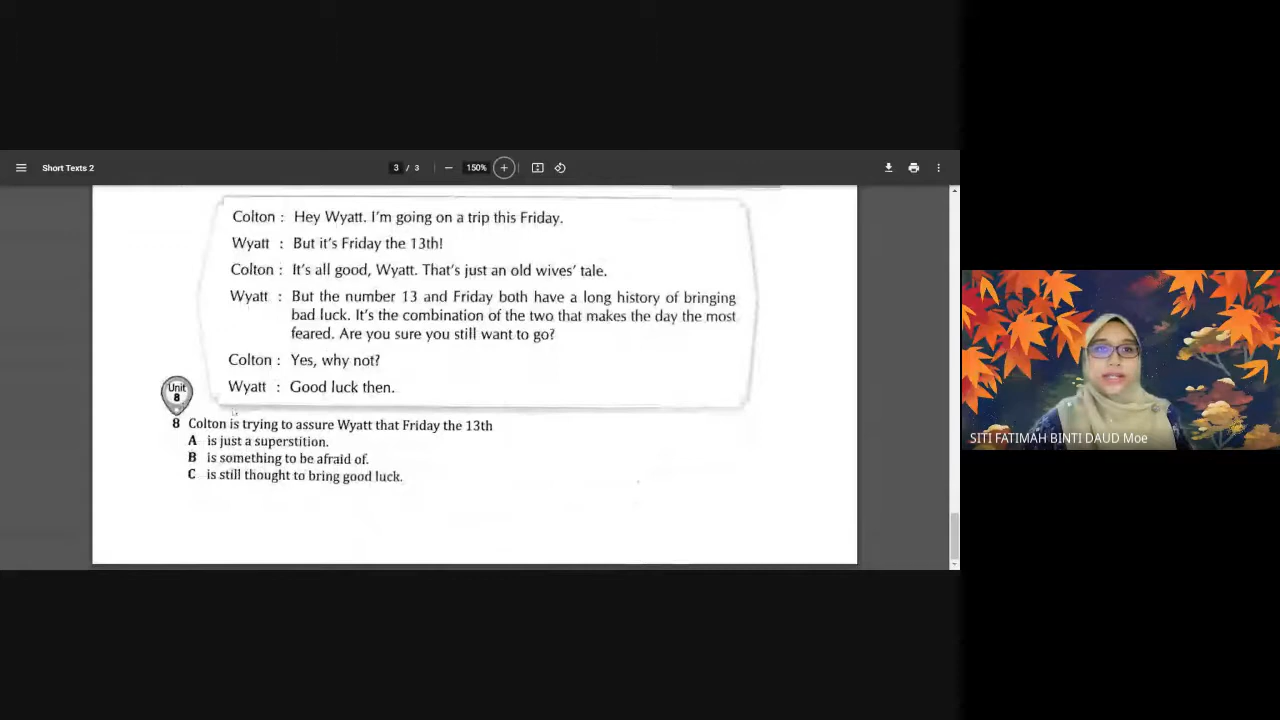 Short Texts 2
3 / 3
150%
Colton : Hey Wyatt. I'm going on a trip this Friday.
Wyatt : But it's Friday the 13th!
Colton : It's all good, Wyatt. That's just an old wives' tale.
Wyatt : But the number 13 and Friday both have a long history of bringing
bad luck. It's the combination of the two that makes the day the most
feared. Are you sure you still want to go?
Colton : Yes, why not?
Wyatt : Good luck then.
Unit
8
8 Colton is trying to assure Wyatt that Friday the 13th
A is just a superstition.
B is something to be afraid of.
C is still thought to bring good luck.
SITI FATIMAH BINTI DAUD Moe